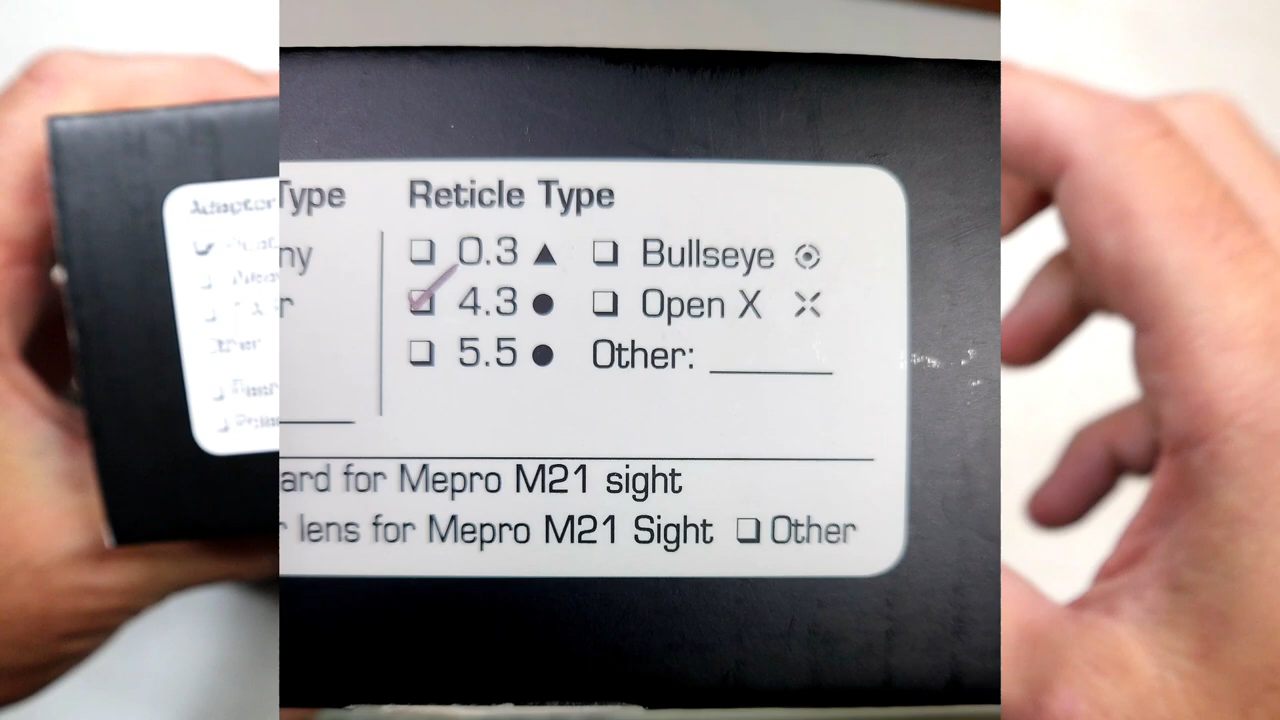 Type
Reticle Type
ny
❏ 0.3 ▲ ❏ Bullseye
r
❏ 4.3 ● ❏ Open X
❏ 5.5 ● Other: ________
ard for Mepro M21 sight
r lens for Mepro M21 Sight ❏ Other